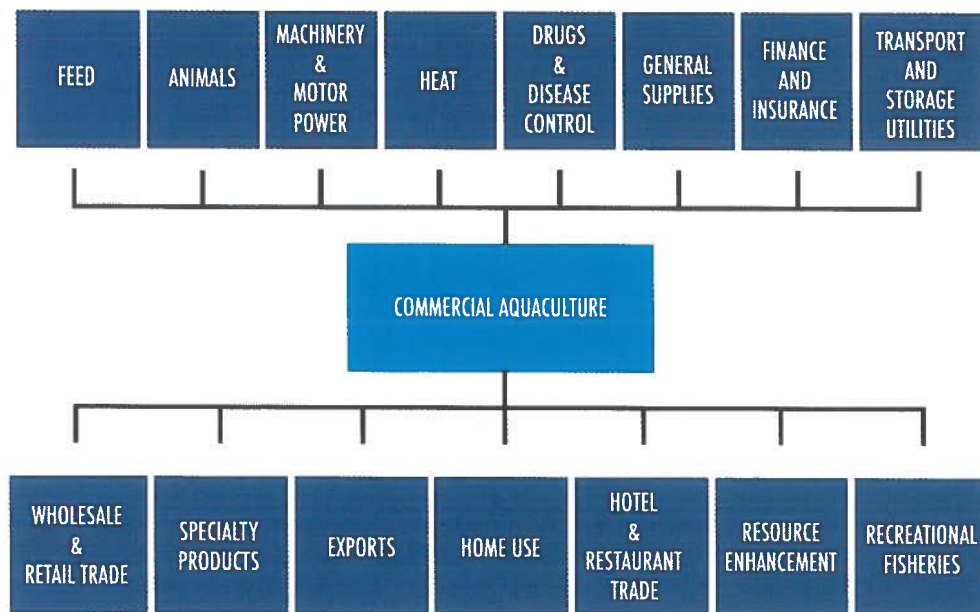 FEED
ANIMALS
MACHINERY
&
MOTOR
POWER
HEAT
DRUGS
&
DISEASE
CONTROL
GENERAL
SUPPLIES
FINANCE
AND
INSURANCE
TRANSPORT
AND
STORAGE
UTILITIES
COMMERCIAL AQUACULTURE
WHOLESALE
&
RETAIL TRADE
SPECIALTY
PRODUCTS
EXPORTS
HOME USE
HOTEL
&
RESTAURANT
TRADE
RESOURCE
ENHANCEMENT
RECREATIONAL
FISHERIES